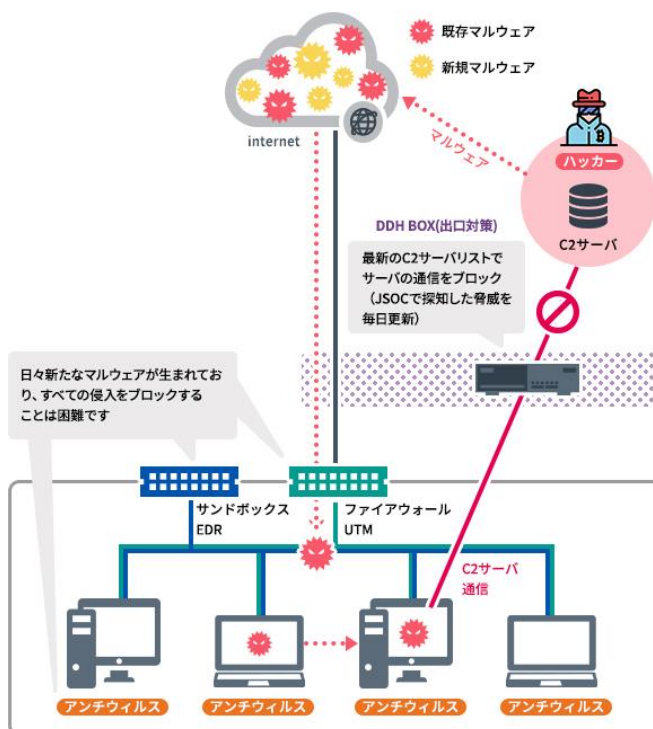 既存マルウェア
新規マルウェア
internet
マルウェア
ハッカー
C2サーバ
DDH BOX(出口対策)
最新のC2サーバリストで
サーバの通信をブロック
（JSOCで探知した脅威を
毎日更新）
日々新たなマルウェアが生まれてお
り、すべての侵入をブロックする
ことは困難です
サンドボックス
EDR
ファイアウォール
UTM
C2サーバ
通信
アンチウィルス
アンチウィルス
アンチウィルス
アンチウィルス